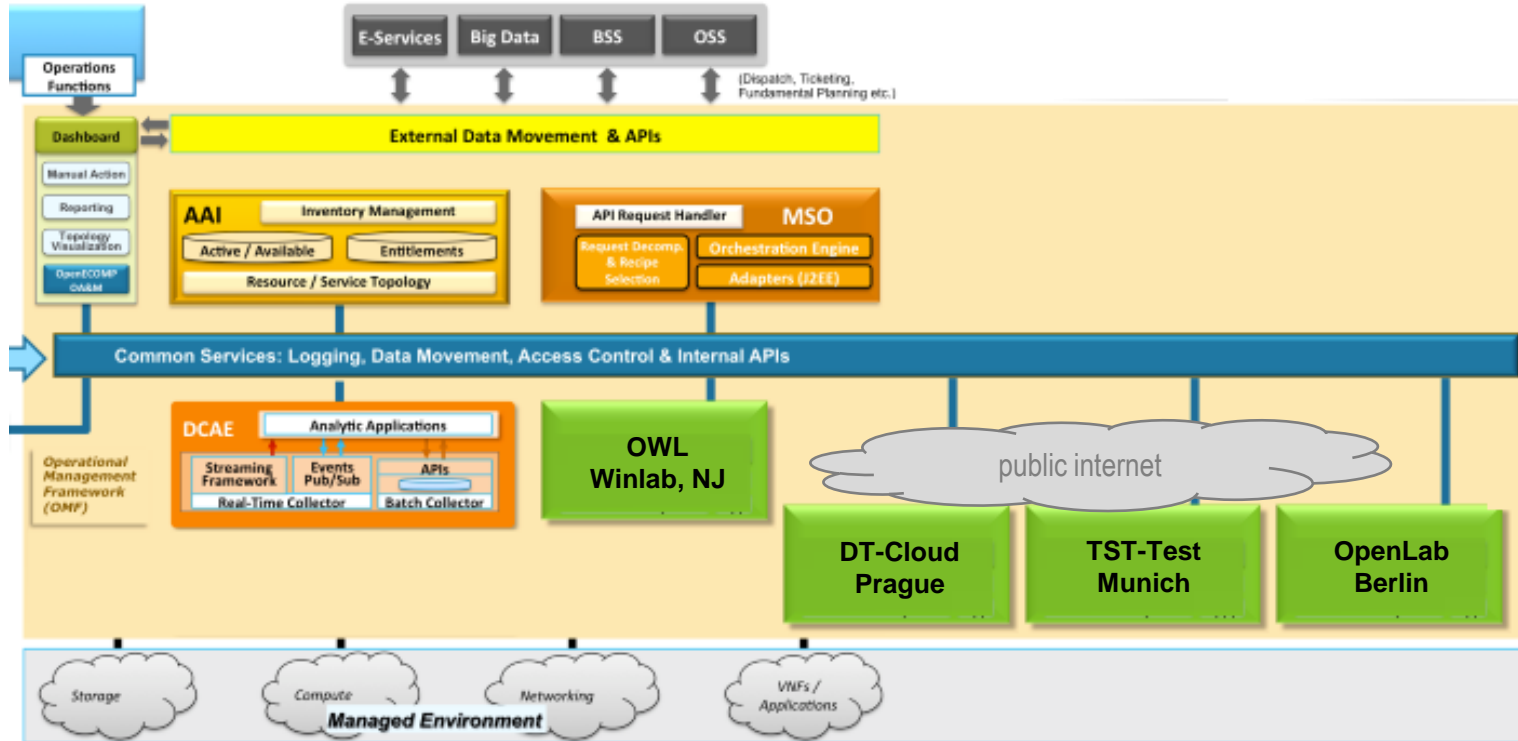 E-Services
Big Data
BSS
OSS
Operations
Functions
(Dispatch, Ticketing,
Fundamental Planning etc.)
Dashboard
External Data Movement & APIs
Manual Action
Reporting
Topology
Visualization
OpenECOMP
OA&M
AAI
Inventory Management
Active / Available
Entitlements
Resource / Service Topology
API Request Handler
MSO
Request Decomp.
& Recipe
Selection
Orchestration Engine
Adapters (J2EE)
Common Services: Logging, Data Movement, Access Control & Internal APIs
DCAE
Analytic Applications
Streaming
Framework
Events
Pub/Sub
APIs
Real-Time Collector
Batch Collector
Operational
Management
Framework
(OMF)
OWL
Winlab, NJ
public internet
DT-Cloud
Prague
TST-Test
Munich
OpenLab
Berlin
Storage
Compute
Networking
VNFs /
Applications
Managed Environment